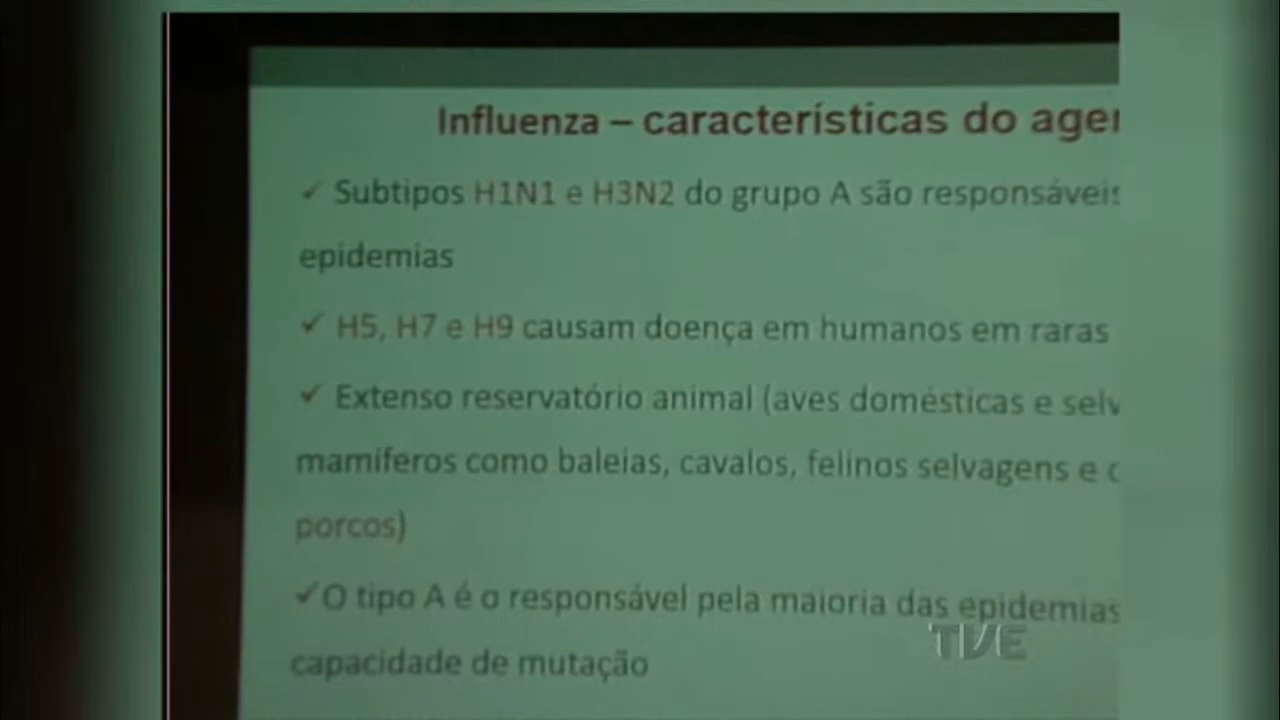 Influenza – características do
✓ Subtipos H1N1 e H3N2 do grupo A são responsáveis
epidemias
✓ H5, H7 e H9 causam doença em humanos em raras
✓ Extenso reservatório animal (aves domésticas e
mamíferos como baleias, cavalos, felinos selvagens e
porcos)
✓O tipo A é o responsável pela maioria das epidemias
TVE
capacidade de mutação